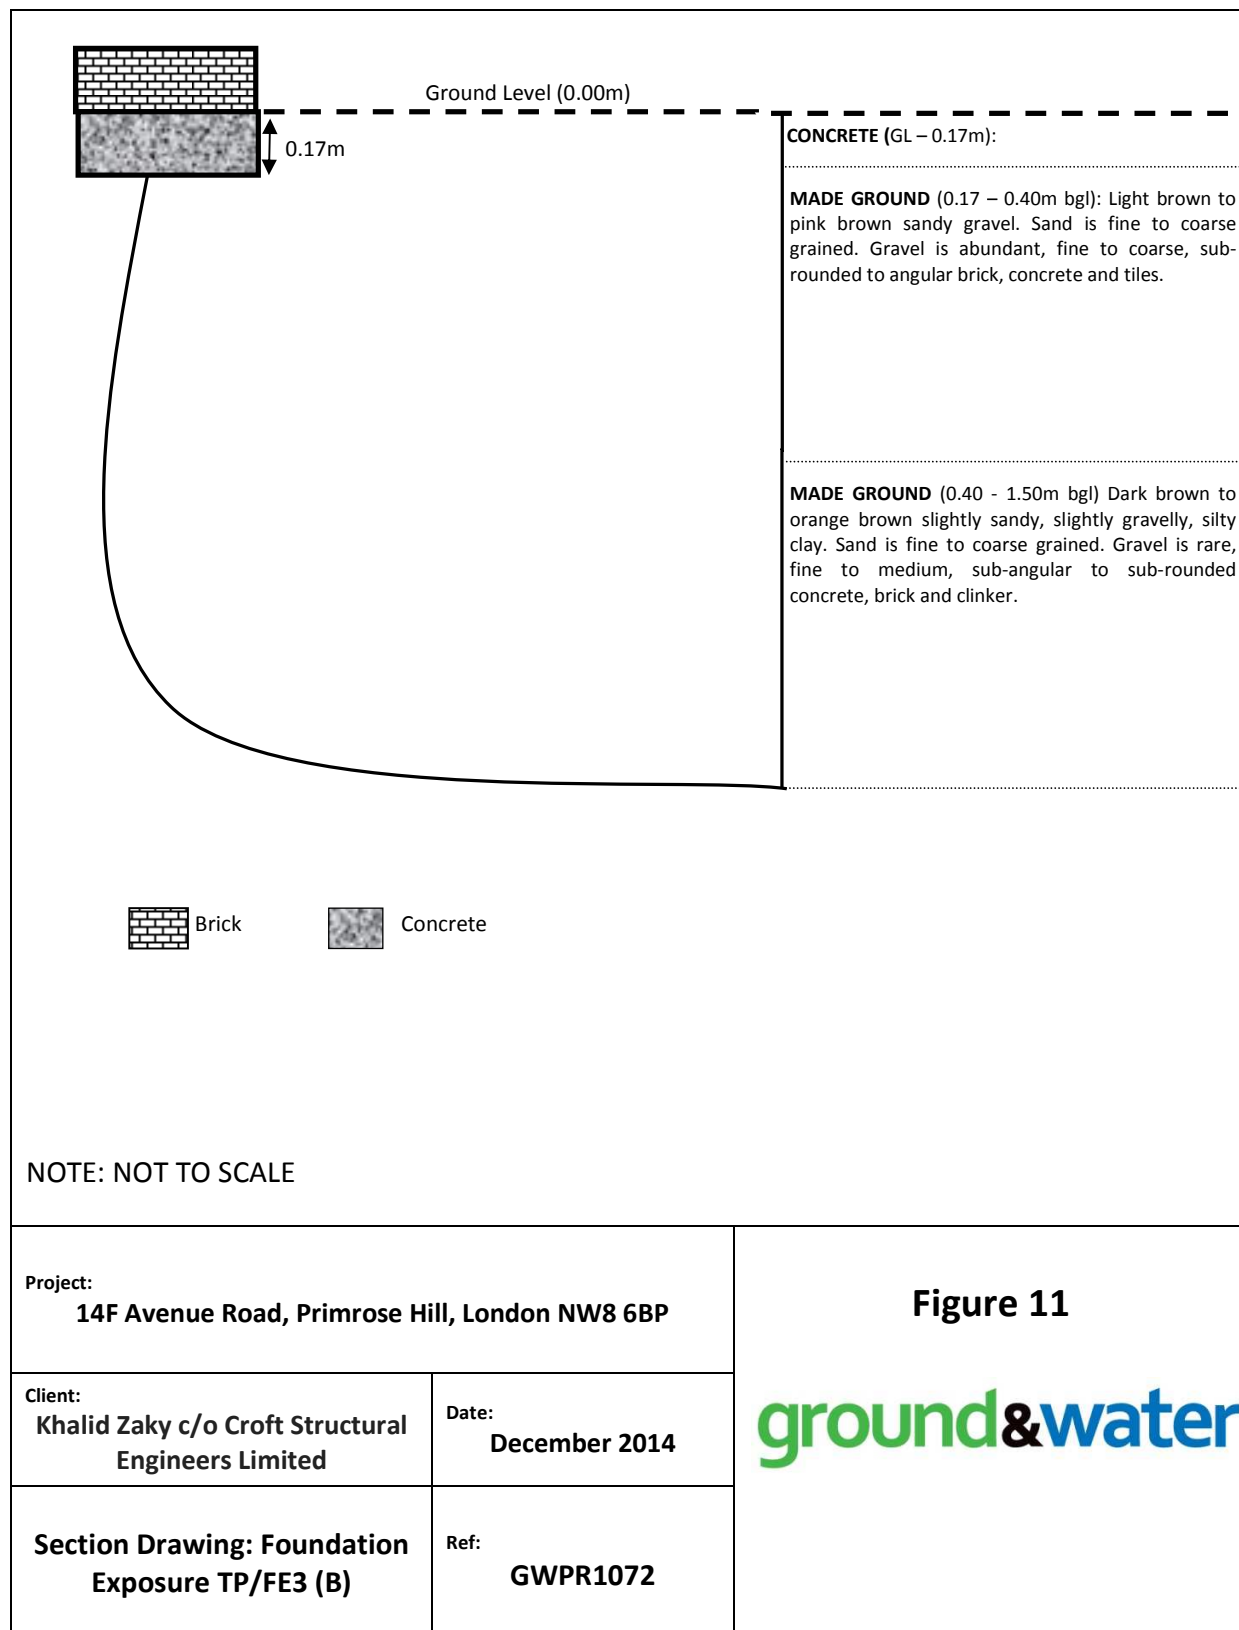 Ground Level (0.00m)
0.17m
CONCRETE (GL – 0.17m):
MADE GROUND (0.17 – 0.40m bgl): Light brown to
pink brown sandy gravel. Sand is fine to coarse
grained. Gravel is abundant, fine to coarse, sub-
rounded to angular brick, concrete and tiles.
MADE GROUND (0.40 - 1.50m bgl) Dark brown to
orange brown slightly sandy, slightly gravelly, silty
clay. Sand is fine to coarse grained. Gravel is rare,
fine to medium, sub-angular to sub-rounded
concrete, brick and clinker.
Brick
Concrete
NOTE: NOT TO SCALE
Project:
14F Avenue Road, Primrose Hill, London NW8 6BP
Figure 11
Client:
Khalid Zaky c/o Croft Structural
Engineers Limited
Date:
December 2014
ground&water
Section Drawing: Foundation
Exposure TP/FE3 (B)
Ref:
GWPR1072